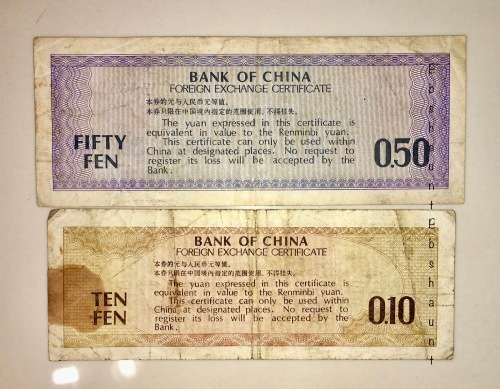 BANK OF CHINA
FOREIGN EXCHANGE CERTIFICATE
本券的元与人民币元等值。
本券只限在中国境内指定的范围使用,不得挂失。
The yuan expressed in this certificate is
equivalent in value to the Renminbi yuan.
This certificate can only be used within
China at designated places. No request to
register its loss will be accepted by the
Bank.
FIFTY
FEN
0.50
BANK OF CHINA
FOREIGN EXCHANGE CERTIFICATE
本券的元与人民币元等值。
本券只限在中国境内指定的范围使用,不得挂失。
The yuan expressed in this certificate is
equivalent in value to the Renminbi yuan.
This certificate can only be used within
China at designated places. No request to
register its loss will be accepted by the
Bank.
TEN
FEN
0.10